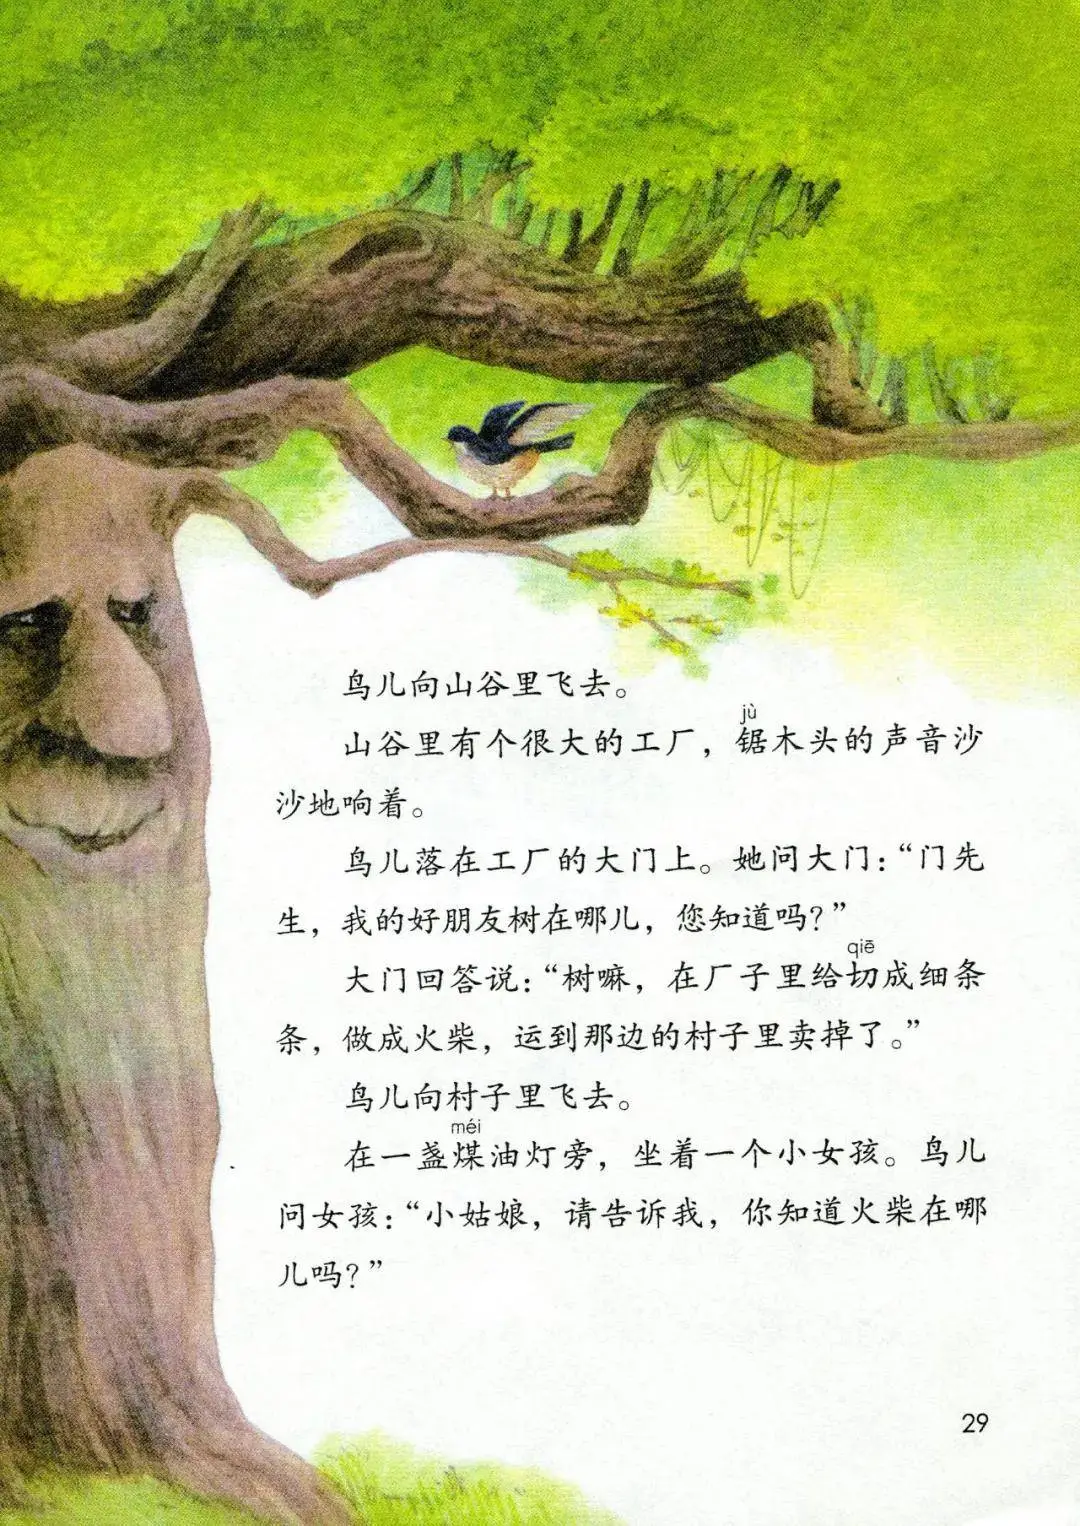 鸟儿向山谷里飞去。
jù
山谷里有个很大的工厂，锯木头的声音沙
沙地响着。
鸟儿落在工厂的大门上。她问大门：“门先
生，我的好朋友树在哪儿，您知道吗？”
qiē
大门回答说：“树嘛，在厂子里给切成细条
条，做成火柴，运到那边的村子里卖掉了。”
鸟儿向村子里飞去。
méi
在一盏煤油灯旁，坐着一个小女孩。鸟儿
问女孩：“小姑娘，请告诉我，你知道火柴在哪
儿吗？”
29